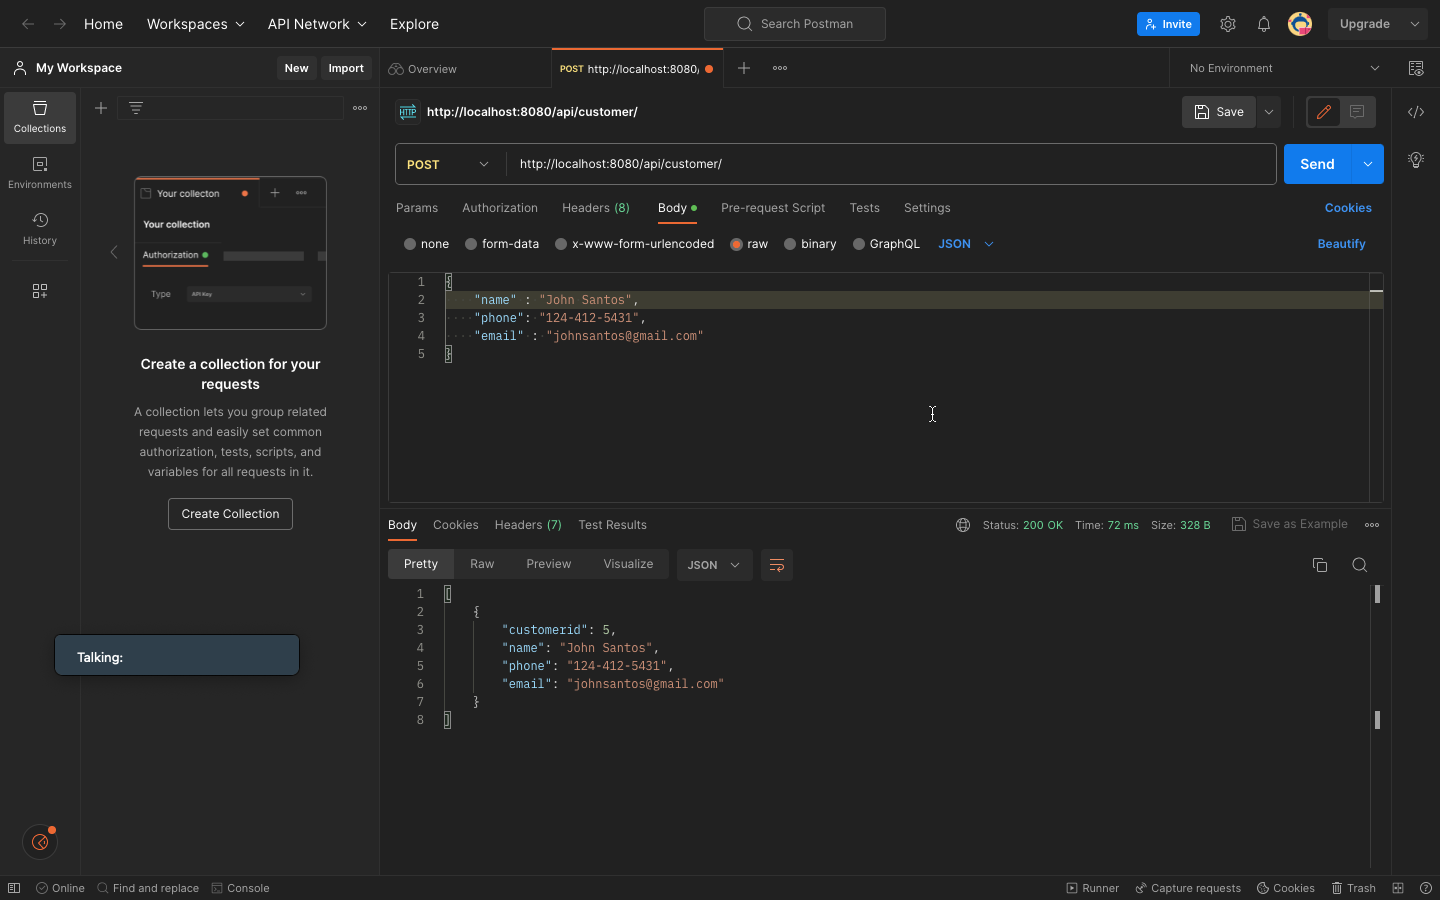 Home Workspaces API Network Explore Search Postman Invite Upgrade
My Workspace New Import Overview POST http://localhost:8080/ No Environment
Collections
Environments
History
Your collecton
Your collection
Authorization
Type API Key
Create a collection for your
requests
A collection lets you group related
requests and easily set common
authorization, tests, scripts, and
variables for all requests in it.
Create Collection
Talking:
HTTP http://localhost:8080/api/customer/ Save
POST http://localhost:8080/api/customer/ Send
Params Authorization Headers (8) Body Pre-request Script Tests Settings Cookies
none form-data x-www-form-urlencoded raw binary GraphQL JSON Beautify
1 {
2 "name" : "John Santos",
3 "phone": "124-412-5431",
4 "email" : "johnsantos@gmail.com"
5 }
Body Cookies Headers (7) Test Results Status: 200 OK Time: 72 ms Size: 328 B Save as Example
Pretty Raw Preview Visualize JSON
1 [
2 {
3 "customerid": 5,
4 "name": "John Santos",
5 "phone": "124-412-5431",
6 "email": "johnsantos@gmail.com"
7 }
8 ]
Online Find and replace Console Runner Capture requests Cookies Trash